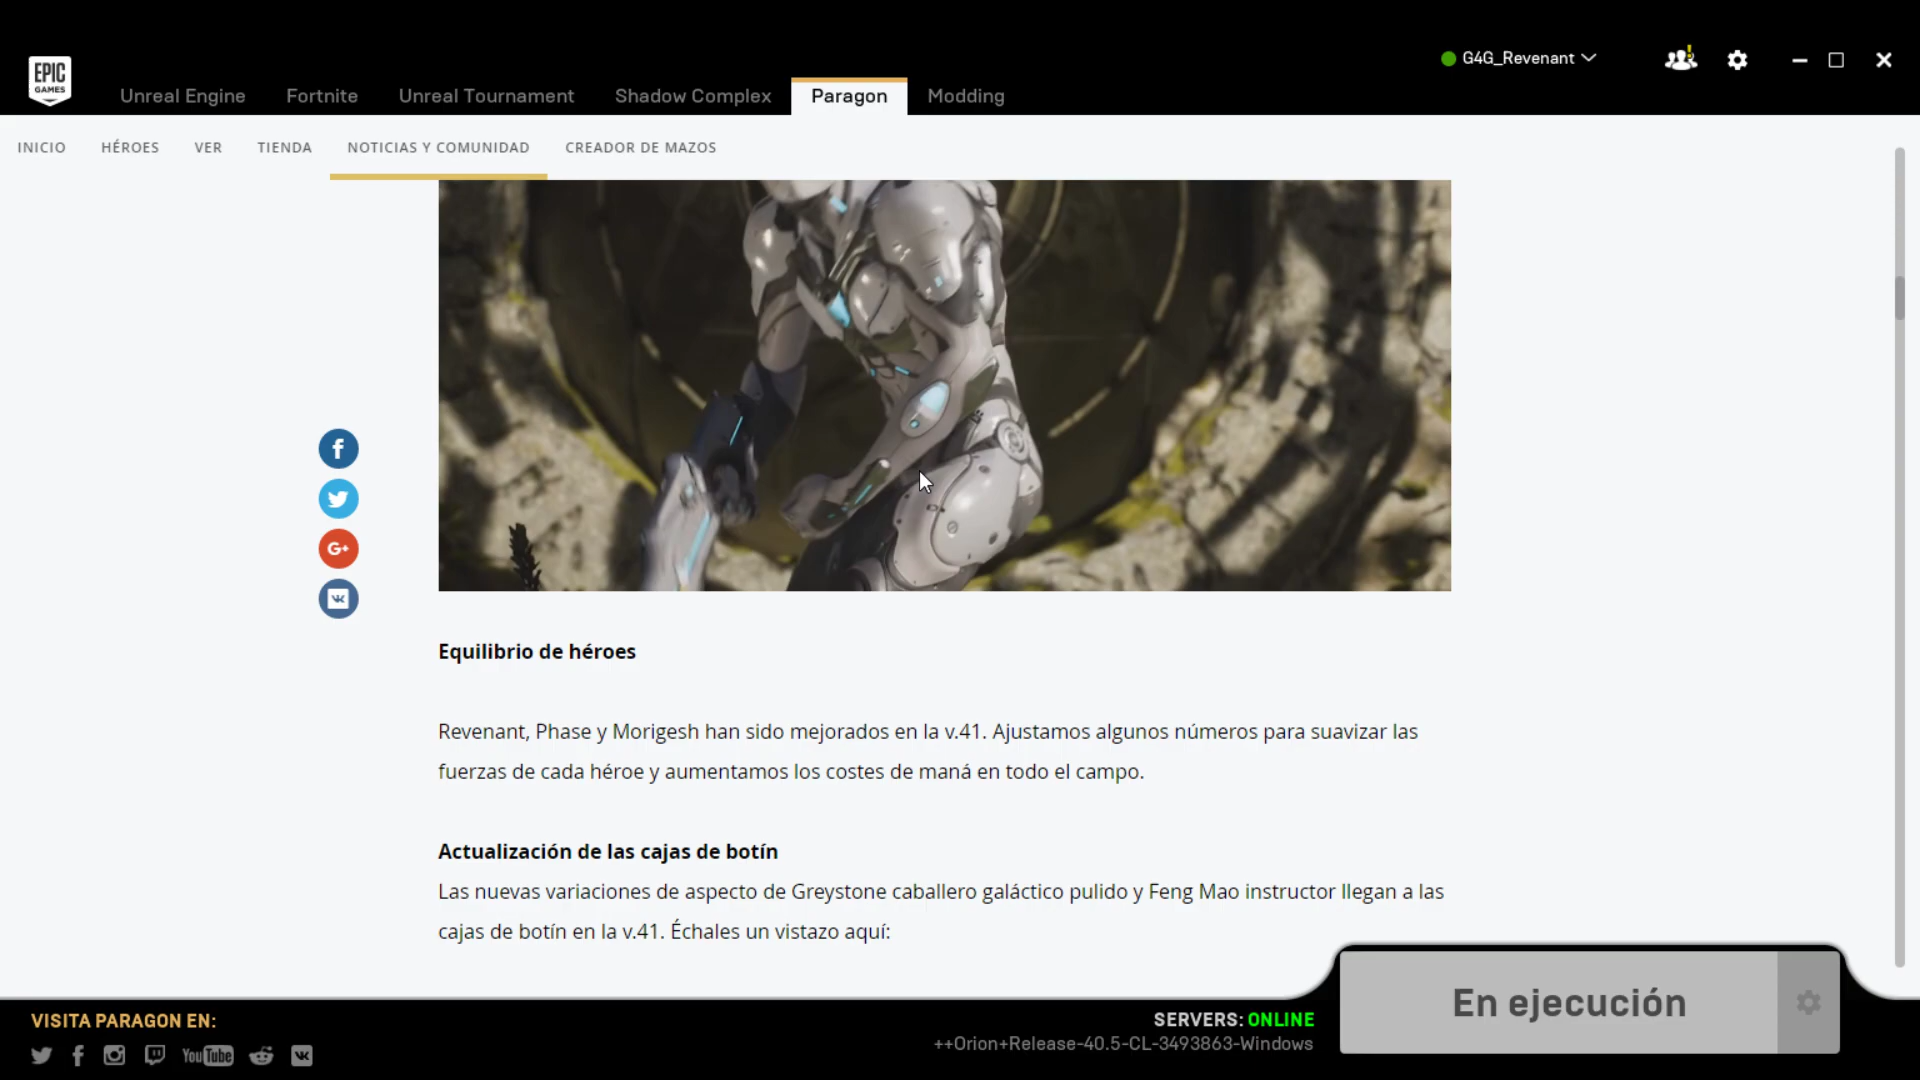 EPIC
GAMES
Unreal Engine
Fortnite
Unreal Tournament
Shadow Complex
Paragon
Modding
G4G_Revenant
INICIO
HÉROES
VER
TIENDA
NOTICIAS Y COMUNIDAD
CREADOR DE MAZOS
f
G+
Equilibrio de héroes
Revenant, Phase y Morigesh han sido mejorados en la v.41. Ajustamos algunos números para suavizar las
fuerzas de cada héroe y aumentamos los costes de maná en todo el campo.
Actualización de las cajas de botín
Las nuevas variaciones de aspecto de Greystone caballero galáctico pulido y Feng Mao instructor llegan a las
cajas de botín en la v.41. Échales un vistazo aquí:
VISITA PARAGON EN:
YouTube
SERVERS: ONLINE
++Orion+Release-40.5-CL-3493863-Windows
En ejecución